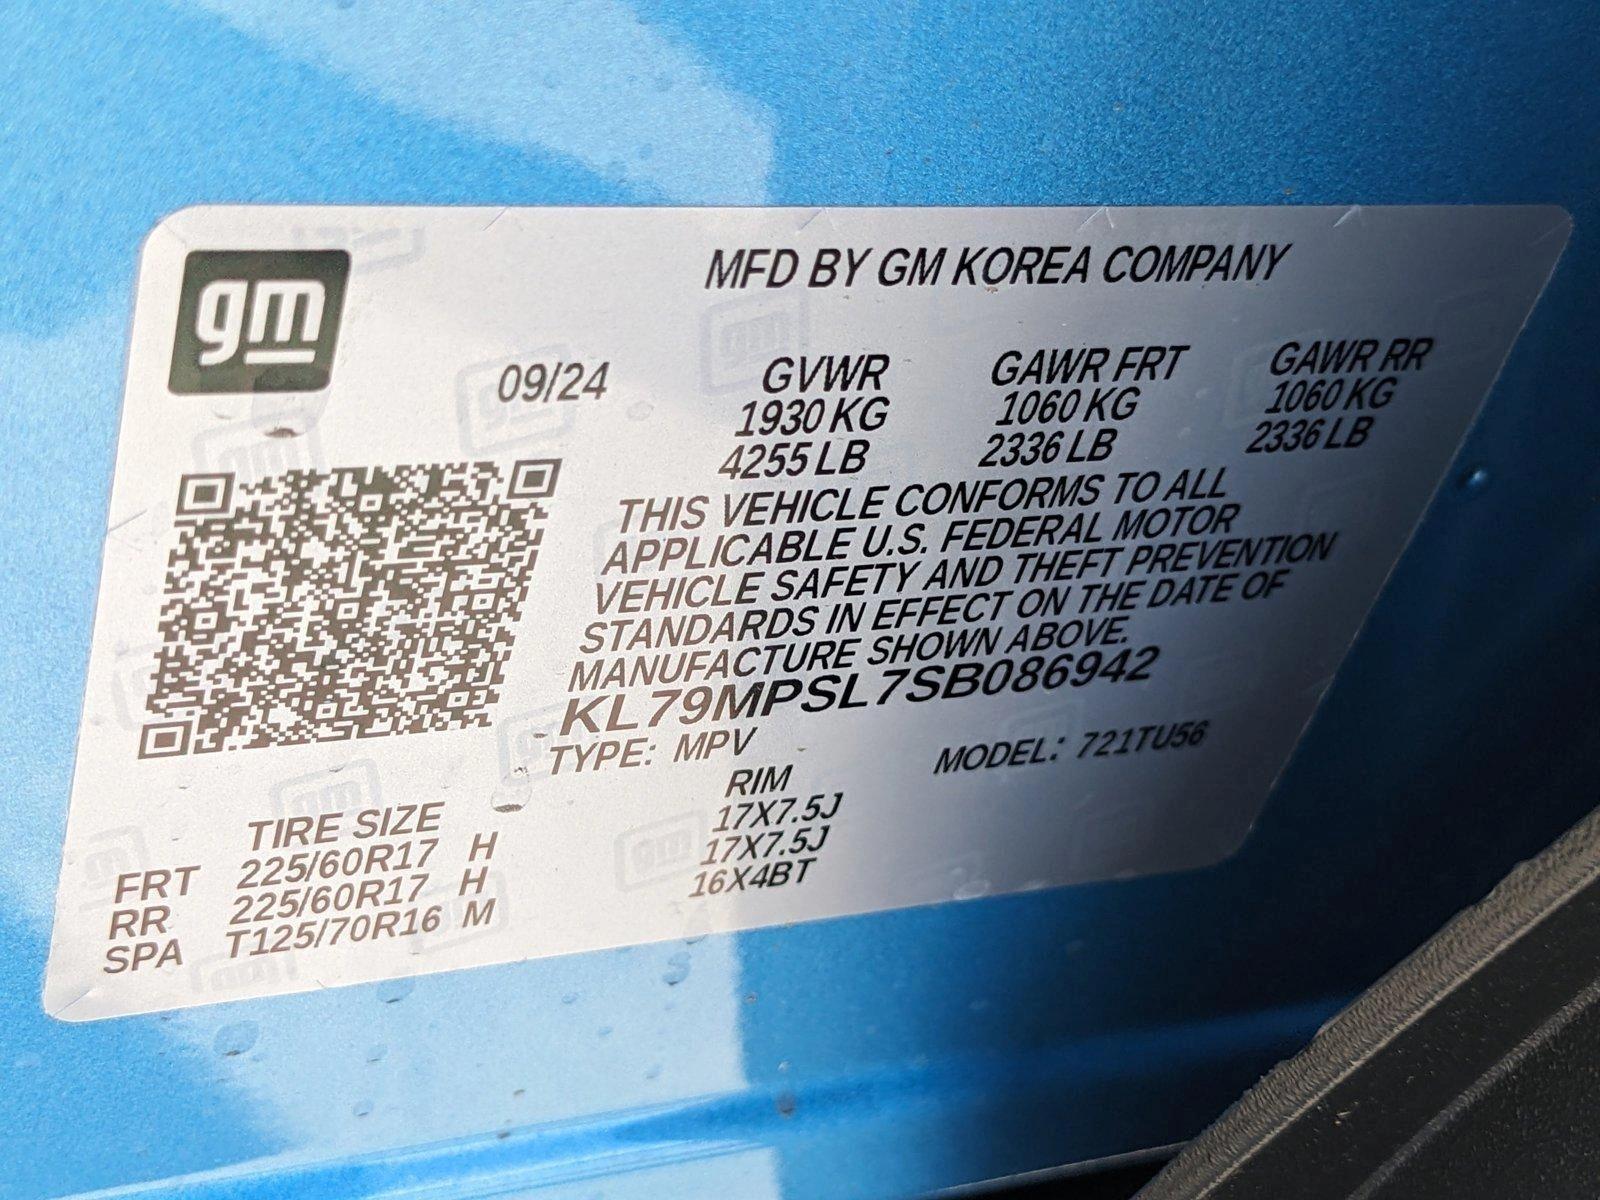 gm
MFD BY GM KOREA COMPANY
09/24
GVWR GAWR FRT GAWR RR
1930 KG 1060 KG 1060 KG
4255 LB 2336 LB 2336 LB
THIS VEHICLE CONFORMS TO ALL
APPLICABLE U.S. FEDERAL MOTOR
VEHICLE SAFETY AND THEFT PREVENTION
STANDARDS IN EFFECT ON THE DATE OF
MANUFACTURE SHOWN ABOVE.
KL79MPSL7SB086942
TYPE: MPV MODEL: 721TU56
TIRE SIZE RIM
FRT 225/60R17 H 17X7.5J
RR 225/60R17 H 17X7.5J
SPA T125/70R16 M 16X4BT